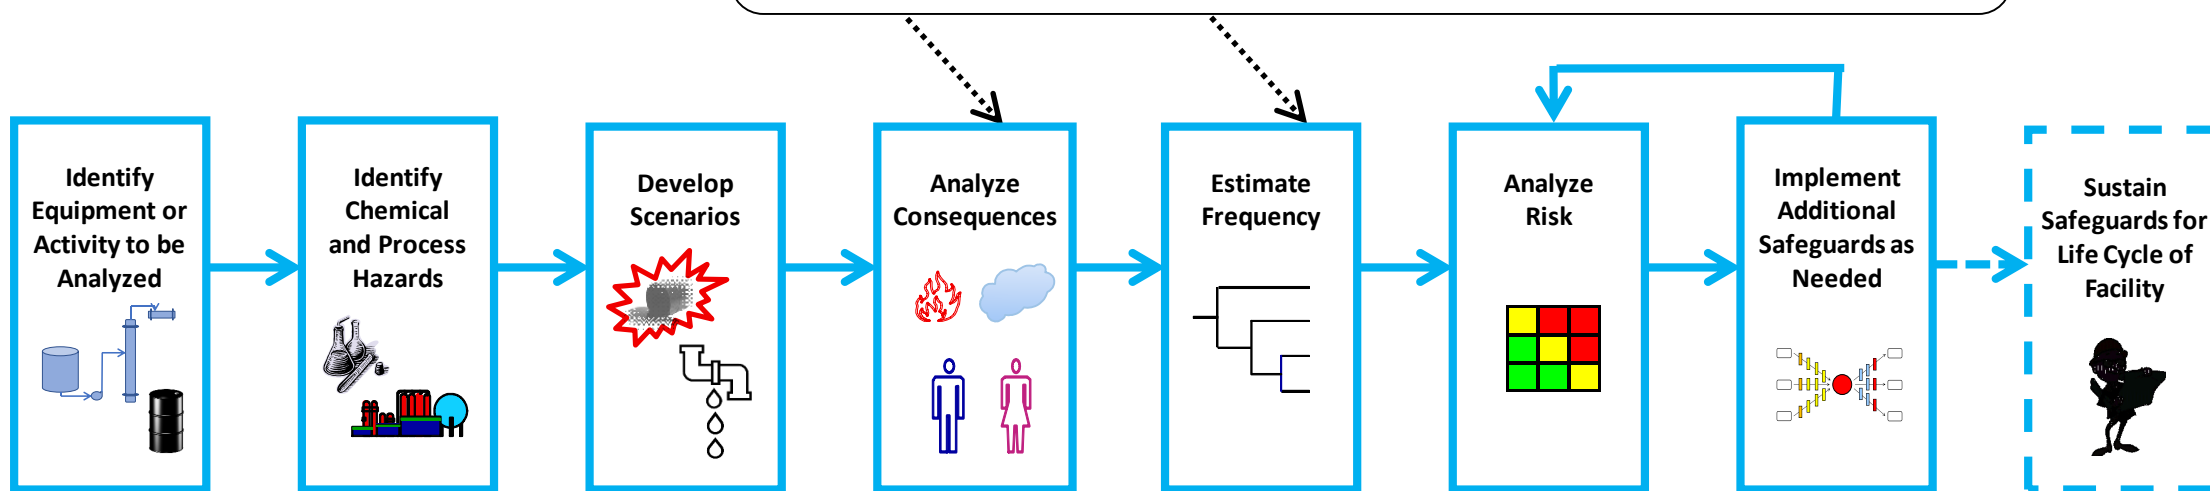 Identify
Equipment or
Activity to be
Analyzed
Identify
Chemical
and Process
Hazards
Develop
Scenarios
Analyze
Consequences
Estimate
Frequency
Analyze
Risk
Implement
Additional
Safeguards as
Needed
Sustain
Safeguards for
Life Cycle of
Facility